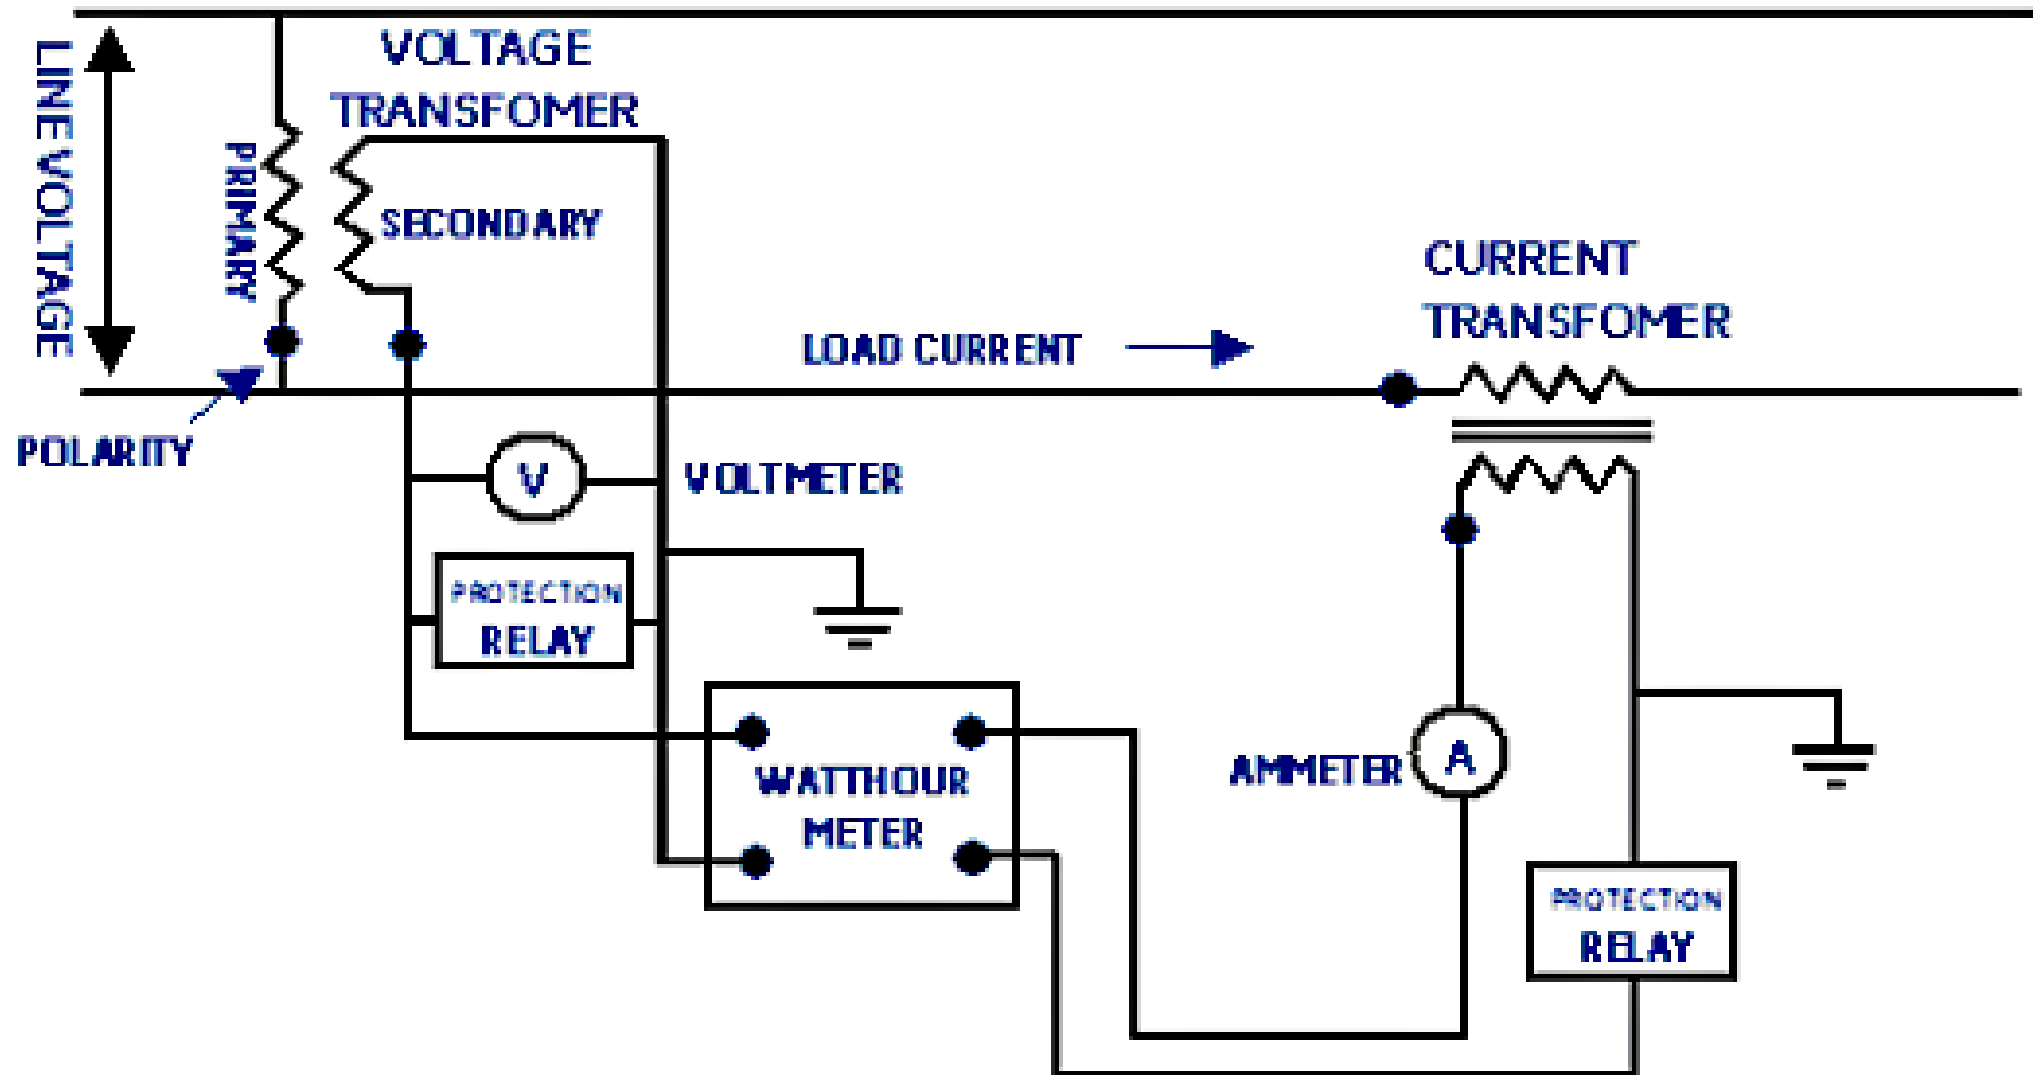 LINE VOLTAGE
VOLTAGE
TRANSFOMER
PRIMARY
SECONDARY
CURRENT
TRANSFOMER
LOAD CURRENT
POLARITY
V
VOLTMETER
PROTECTION
RELAY
WATTHOUR
METER
AMMETER
A
PROTECTION
RELAY